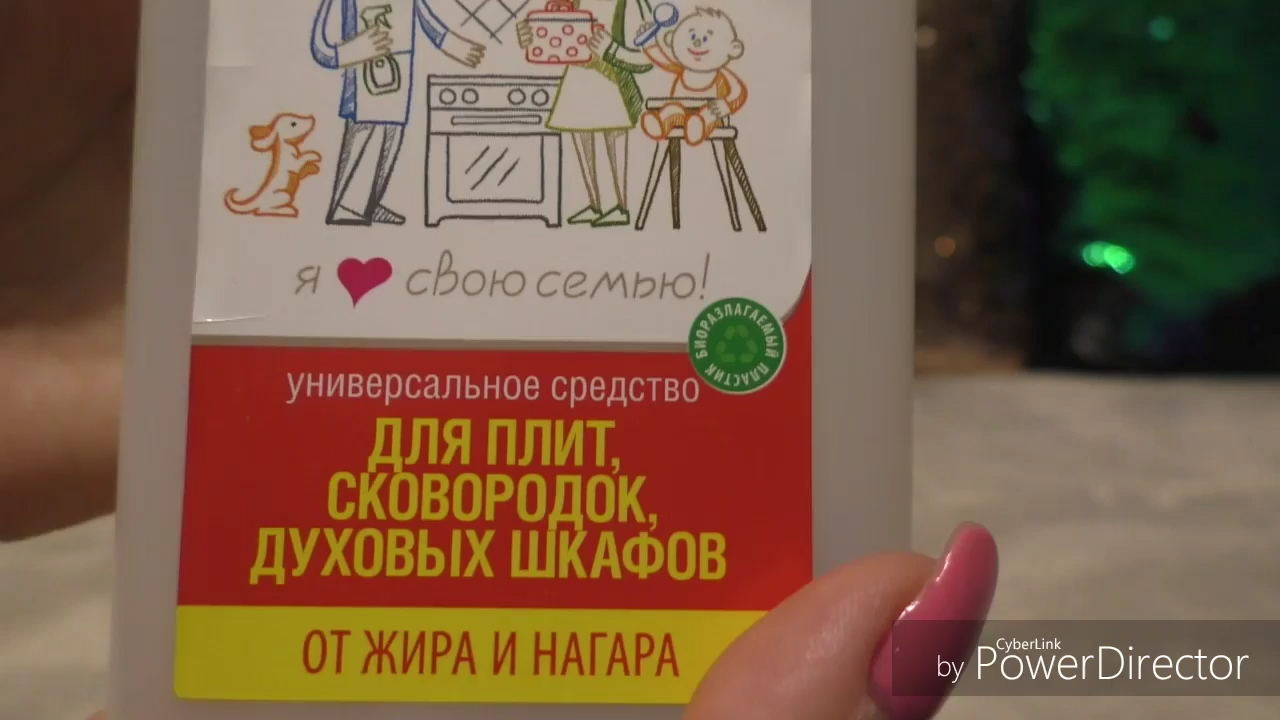 я свою семью!
БИОРАЗЛАГАЕМЫЙ ПЛАСТИК
универсальное средство
ДЛЯ ПЛИТ,
СКОВОРОДОК,
ДУХОВЫХ ШКАФОВ
ОТ ЖИРА И НАГАРА
CyberLink
by PowerDirector